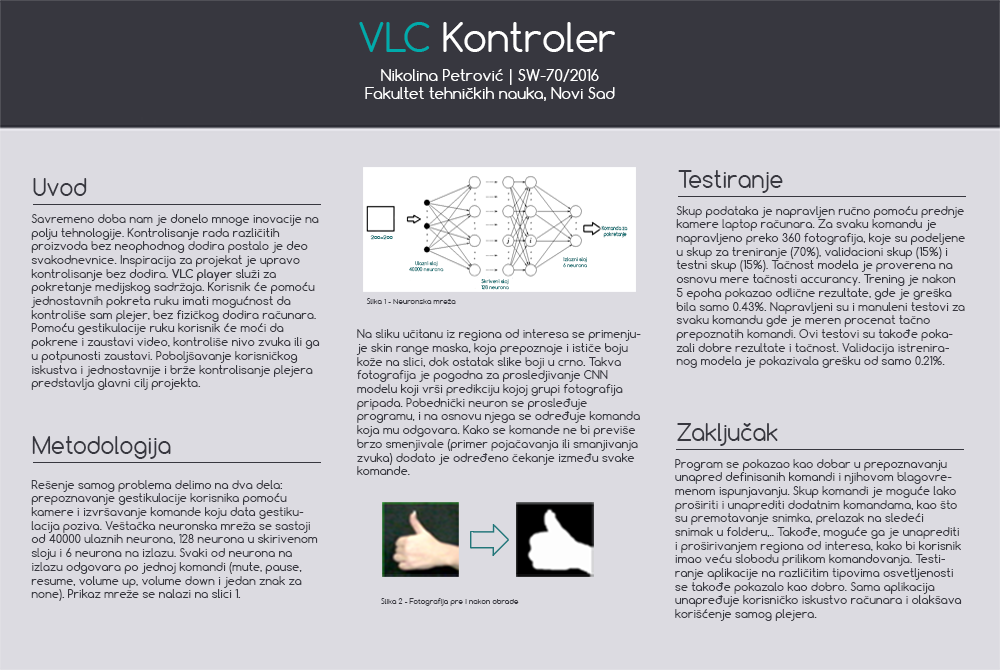 VLC Kontroler
Nikolina Petrović | SW-70/2016
Fakultet tehničkih nauka, Novi Sad
Uvod
Savremeno doba nam je donelo mnoge inovacije na
polju tehnologije. Kontrolisanje rada različitih
proizvoda bez neophodnog dodira postalo je deo
svakodnevnice. Inspiracija za projekat je upravo
kontrolisanje bez dodira. VLC player služi za
pokretanje medijskog sadržaja. Korisnik će pomoću
jednostavnih pokreta ruku imati mogućnost da
kontroliše sam plejer, bez fizičkog dodira računara.
Pomoću gestikulacije ruku korisnik će moći da
pokrene i zaustavi video, kontroliše nivo zvuka ili ga
u potpunosti zaustavi. Poboljšavanje korisničkog
iskustva i jednostavnije i brže kontrolisanje plejera
predstavlja glavni cilj projekta.
Metodologija
Rešenje samog problema delimo na dva dela:
prepoznavanje gestikulacije korisnika pomoću
kamere i izvršavanje komande koju data gestiku-
lacija poziva. Veštačka neuronska mreža se sastoji
od 40000 ulaznih neurona, 128 neurona u skirivenom
sloju i 6 neurona na izlazu. Svaki od neurona na
izlazu odgovara po jednoj komandi (mute, pause,
resume, volume up, volume down i jedan znak za
none). Prikaz mreže se nalazi na slici 1.
200x200
Ulazni sloj
40000 neurona
Skriveni sloj
128 neurona
i
j
Izlazni sloj
6 neurona
Komanda za
pokretanje
Slika 1 - Neuronska mreža
Na sliku učitanu iz regiona od interesa se primenju-
je skin range maska, koja prepoznaje i ističe boju
kože na slici, dok ostatak slike boji u crno. Takva
fotografija je pogodna za prosledjivanje CNN
modelu koji vrši predikciju kojoj grupi fotografija
pripada. Pobednički neuron se prosleđuje
programu, i na osnovu njega se određuje komanda
koja mu odgovara. Kako se komande ne bi previše
brzo smenjivale (primer pojačavanja ili smanjivanja
zvuka) dodato je određeno čekanje između svake
komande.
Slika 2 - Fotografija pre i nakon obrade
Testiranje
Skup podataka je napravljen ručno pomoću prednje
kamere laptop računara. Za svaku komandu je
napravljeno preko 360 fotografija, koje su podeljene
u skup za treniranje (70%), validacioni skup (15%) i
testni skup (15%). Tačnost modela je proverena na
osnovu mere tačnosti accurancy. Trening je nakon
5 epoha pokazao odlične rezultate, gde je greška
bila samo 0.43%. Napravljeni su i manuleni testovi za
svaku komandu gde je meren procenat tačno
prepoznatih komandi. Ovi testovi su takođe poka-
zali dobre rezultate i tačnost. Validacija istrenira-
nog modela je pokazivala grešku od samo 0.21%.
Zaključak
Program se pokazao kao dobar u prepoznavanju
unapred definisanih komandi i njihovom blagovre-
menom ispunjavanju. Skup komandi je moguće lako
proširiti i unaprediti dodatnim komandama, kao što
su premotavanje snimka, prelazak na sledeći
snimak u folderu,.. Takođe, moguće ga je unaprediti
i proširivanjem regiona od interesa, kako bi korisnik
imao veću slobodu prilikom komandovanja. Testi-
ranje aplikacije na različitim tipovima osvetljenosti
se takođe pokazalo kao dobro. Sama aplikacija
unapređuje korisničko iskustvo računara i olakšava
korišćenje samog plejera.